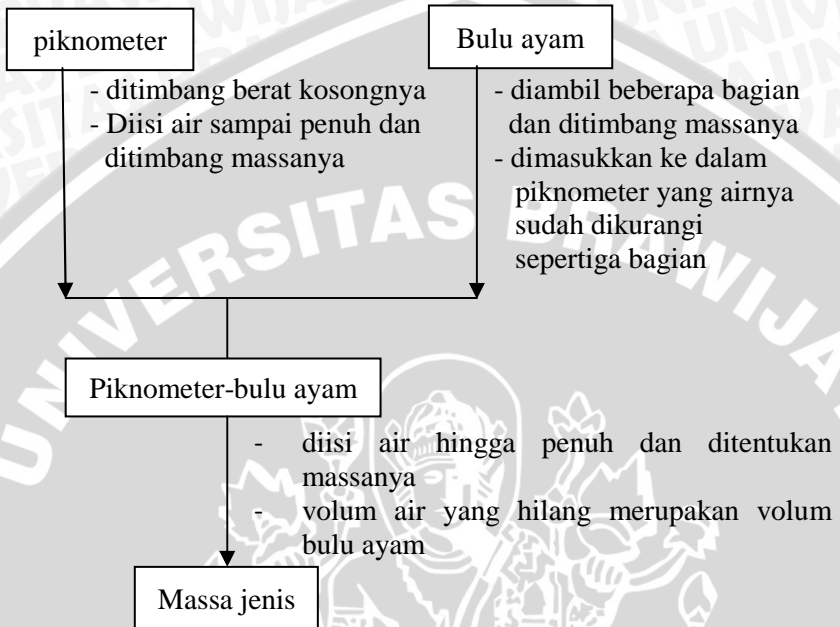 piknometer
- ditimbang berat kosongnya
- Diisi air sampai penuh dan
ditimbang massanya
Bulu ayam
- diambil beberapa bagian
dan ditimbang massanya
- dimasukkan ke dalam
piknometer yang airnya
sudah dikurangi
sepertiga bagian
UNIVERSITAS BRAWIJA
Piknometer-bulu ayam
- diisi air hingga penuh dan ditentukan
massanya
- volum air yang hilang merupakan volum
bulu ayam
Massa jenis